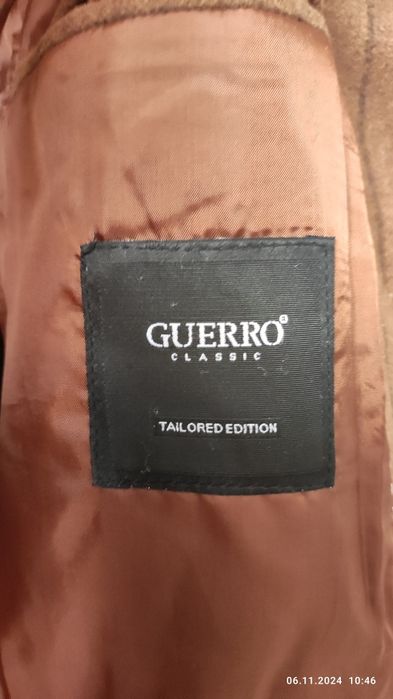 GUERRO®
CLASSIC
TAILORED EDITION
06.11.2024 10:46